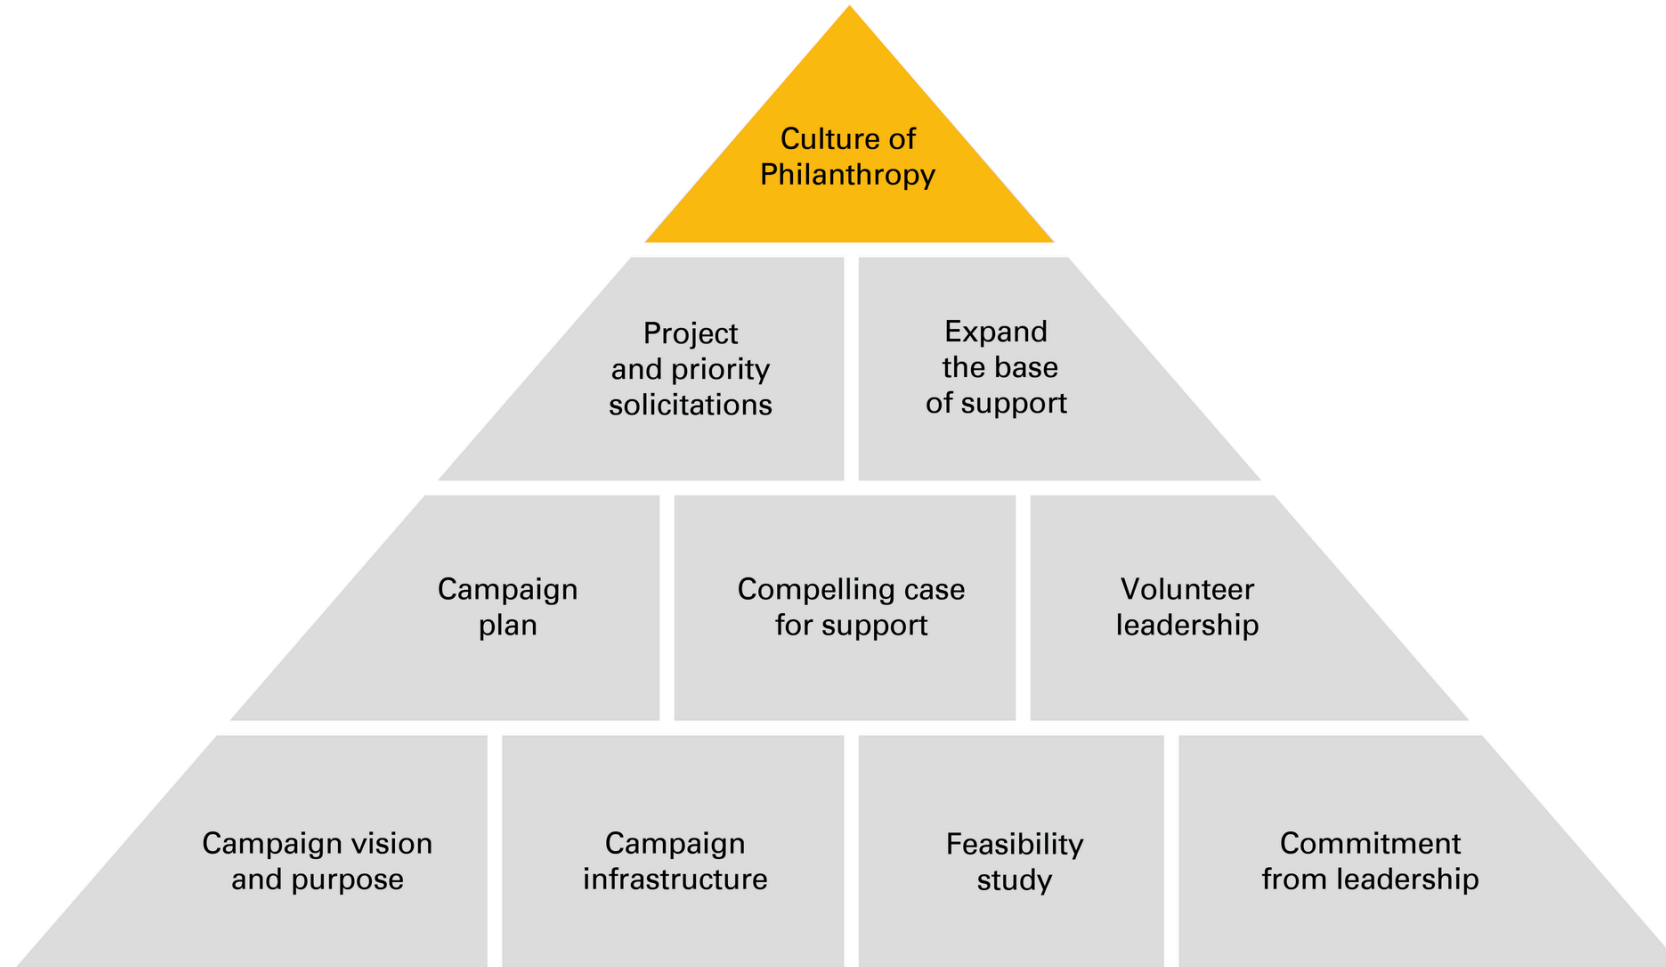 Culture of
Philanthropy
Project
and priority
solicitations
Expand
the base
of support
Campaign
plan
Compelling case
for support
Volunteer
leadership
Campaign vision
and purpose
Campaign
infrastructure
Feasibility
study
Commitment
from leadership